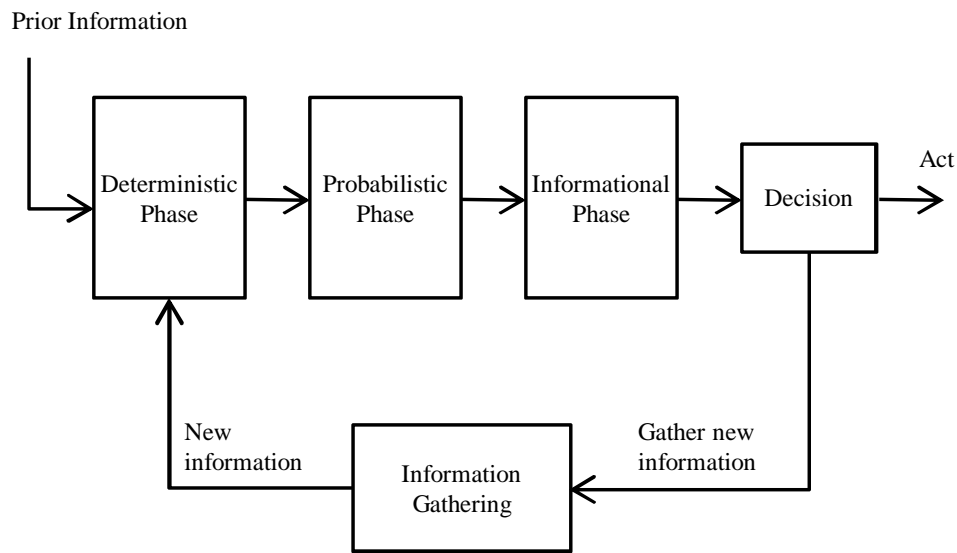 Prior Information
Deterministic
Phase
Probabilistic
Phase
Informational
Phase
Decision
Act
New
information
Information
Gathering
Gather new
information